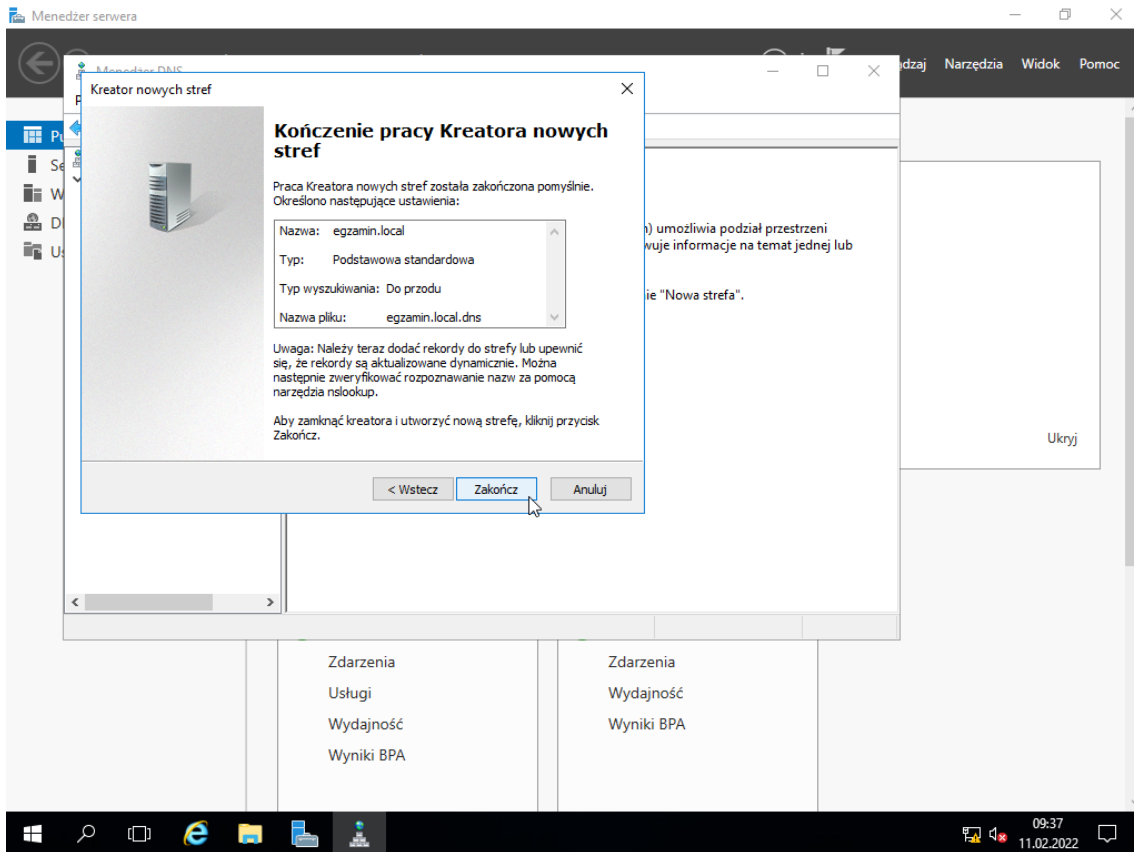 Menedżer serwera
Narzędzia Widok Pomoc
Menedżer DNS
Kreator nowych stref
Kończenie pracy Kreatora nowych
stref
Praca Kreatora nowych stref została zakończona pomyślnie.
Określono następujące ustawienia:
Nazwa: egzamin.local
Typ: Podstawowa standardowa
Typ wyszukiwania: Do przodu
Nazwa pliku: egzamin.local.dns
Uwaga: Należy teraz dodać rekordy do strefy lub upewnić
się, że rekordy są aktualizowane dynamicznie. Można
następnie zweryfikować rozpoznawanie nazw za pomocą
narzędzia nslookup.
Aby zamknąć kreatora i utworzyć nową strefę, kliknij przycisk
Zakończ.
< Wstecz Zakończ Anuluj
) umożliwia podział przestrzeni
wuje informacje na temat jednej lub
ie "Nowa strefa".
Ukryj
Zdarzenia
Usługi
Wydajność
Wyniki BPA
Zdarzenia
Wydajność
Wyniki BPA
09:37
11.02.2022